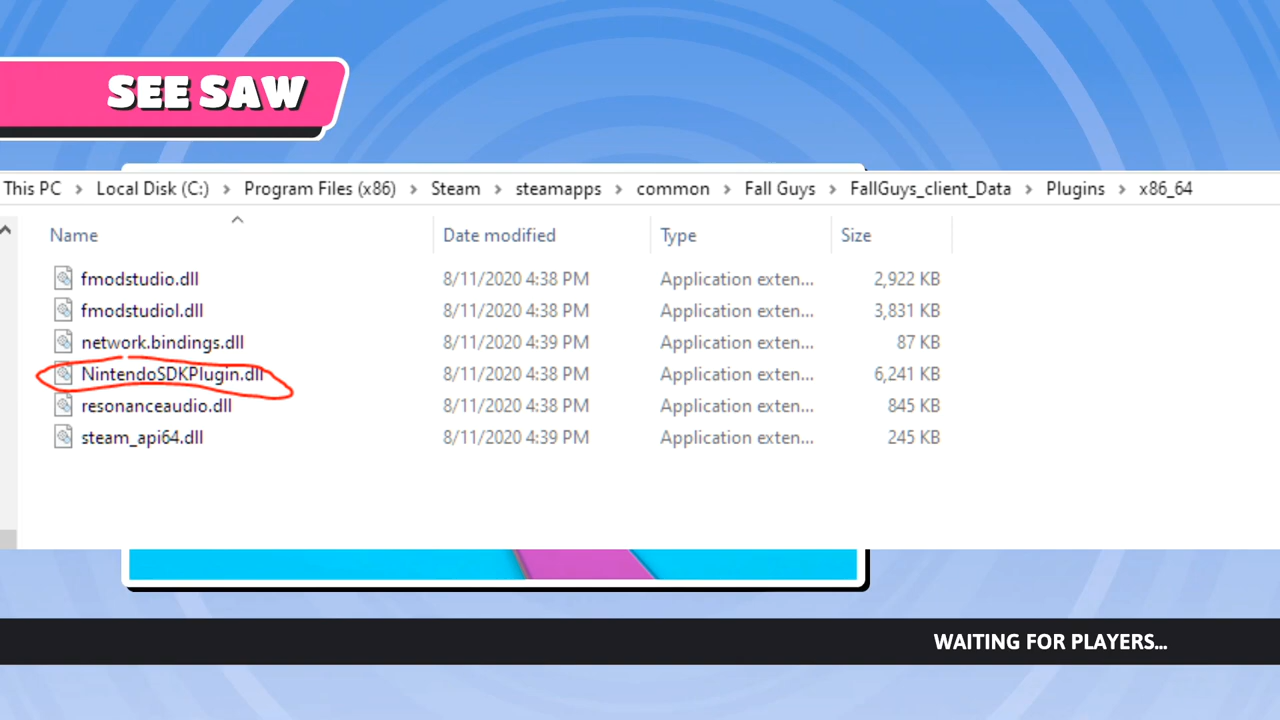 SEE SAW
This PC > Local Disk (C:) > Program Files (x86) > Steam > steamapps > common > Fall Guys > FallGuys_client_Data > Plugins > x86_64
Name Date modified Type Size
fmodstudio.dll 8/11/2020 4:38 PM Application exten... 2,922 KB
fmodstudiol.dll 8/11/2020 4:38 PM Application exten... 3,831 KB
network.bindings.dll 8/11/2020 4:39 PM Application exten... 87 KB
NintendoSDKPlugin.dll 8/11/2020 4:38 PM Application exten... 6,241 KB
resonanceaudio.dll 8/11/2020 4:38 PM Application exten... 845 KB
steam_api64.dll 8/11/2020 4:39 PM Application exten... 245 KB
WAITING FOR PLAYERS...